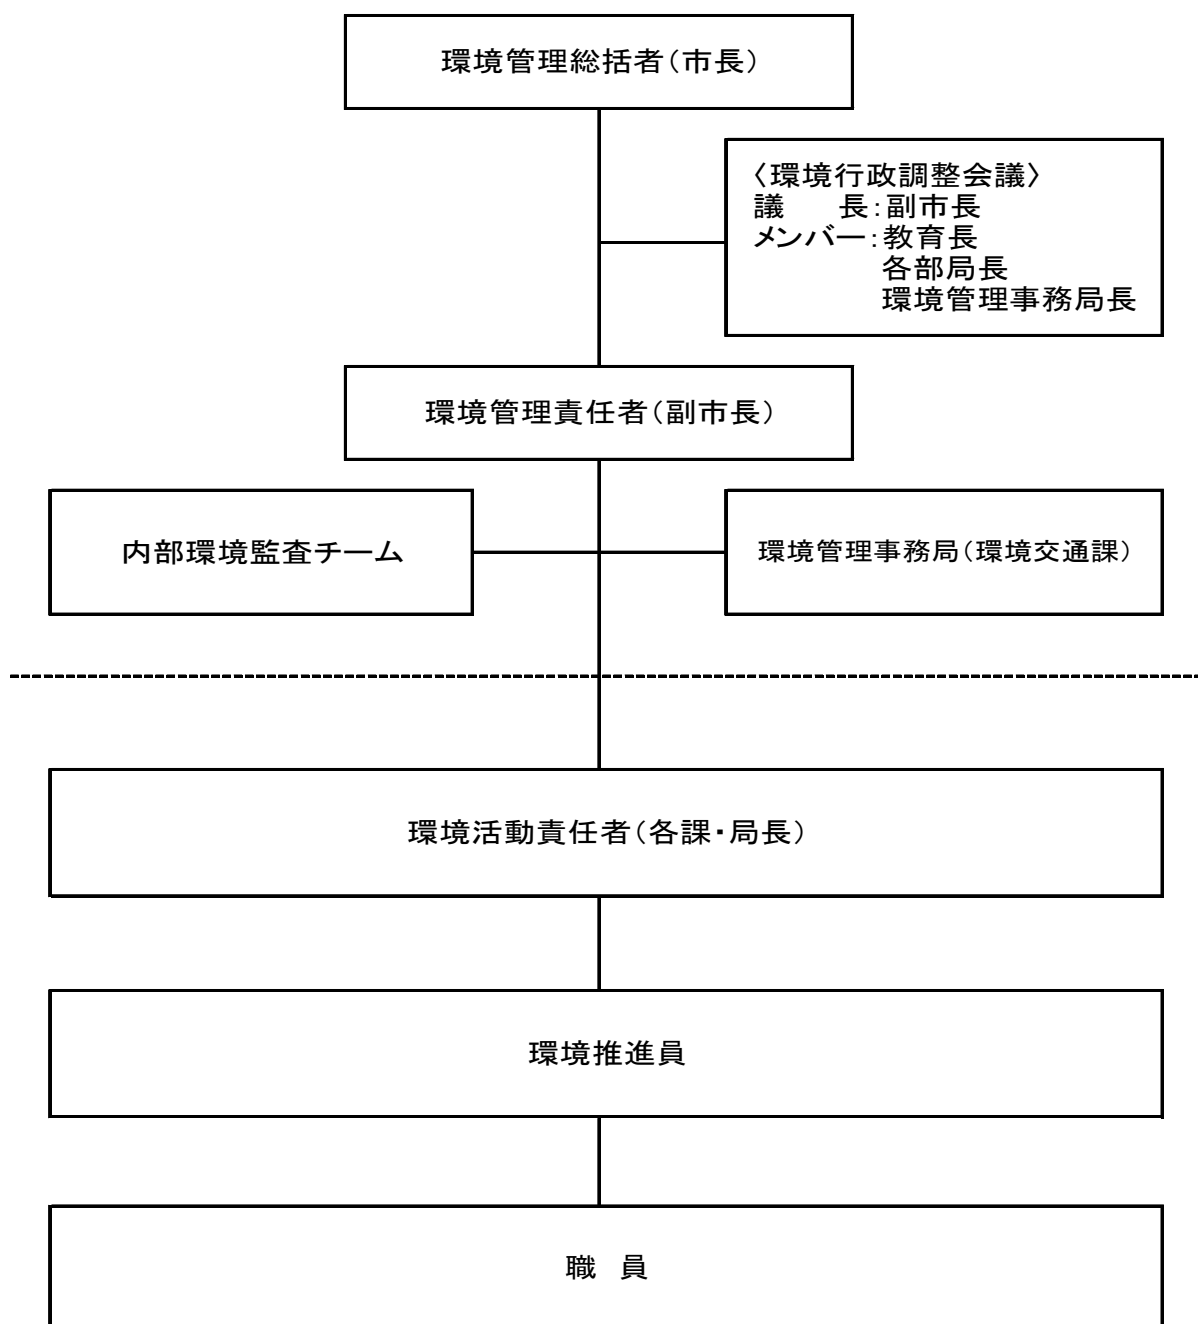 環境管理総括者（市長）
〈環境行政調整会議〉
議　　長：副市長
メンバー：教育長
各部局長
環境管理事務局長
環境管理責任者（副市長）
内部環境監査チーム
環境管理事務局（環境交通課）
環境活動責任者（各課・局長）
環境推進員
職　員